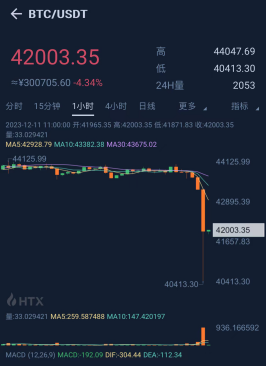 ← BTC/USDT
42003.35
高 44047.69
≈¥300705.60 -4.34%
低 40413.30
24H量 2053
分时 15分钟 1小时 4小时 日线 更多 指标
2023-12-11 11:00:00 开:41965.35 高:42003.35 低:41871.83 收:42003.35
量:33.029421
MA5:42928.79 MA10:43382.38 MA30:43675.02
44125.99 44125.99
42895.39
42003.35
41657.83
40413.30 40413.30
HTX
量:33.029421 MA5:259.587488 MA10:147.420197
936.166592
MACD (12,26,9) MACD:-192.09 DIF:-304.44 DEA:-112.34